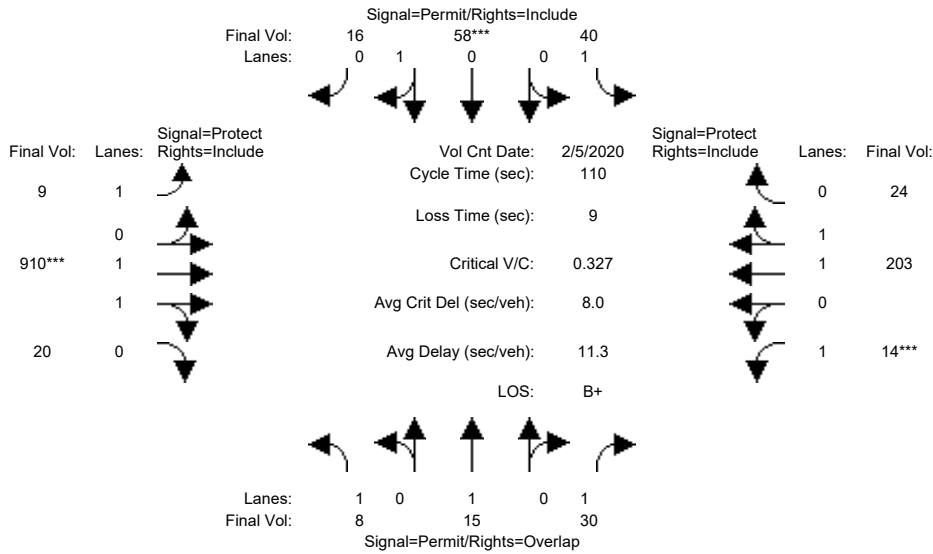 Signal=Permit/Rights=Include
Final Vol: 16 58*** 40
Lanes: 0 1 0 0 1
Signal=Protect Signal=Protect
Final Vol: Lanes: Rights=Include Vol Cnt Date: 2/5/2020 Rights=Include Lanes: Final Vol:
Cycle Time (sec): 110
9 1 0 24
Loss Time (sec): 9
0 1
910*** 1 Critical V/C: 0.327 1 203
1 Avg Crit Del (sec/veh): 8.0 0
20 0 Avg Delay (sec/veh): 11.3 1 14***
LOS: B+
Lanes: 1 0 1 0 1
Final Vol: 8 15 30
Signal=Permit/Rights=Overlap